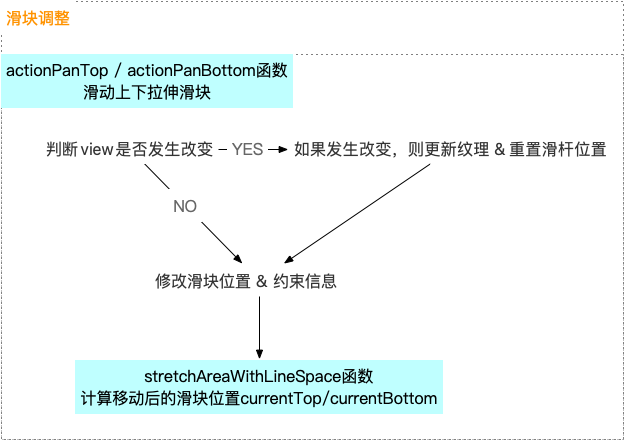 滑块调整
actionPanTop / actionPanBottom函数
滑动上下拉伸滑块
判断view是否发生改变
YES
如果发生改变，则更新纹理 & 重置滑杆位置
NO
修改滑块位置 & 约束信息
stretchAreaWithLineSpace函数
计算移动后的滑块位置currentTop/currentBottom